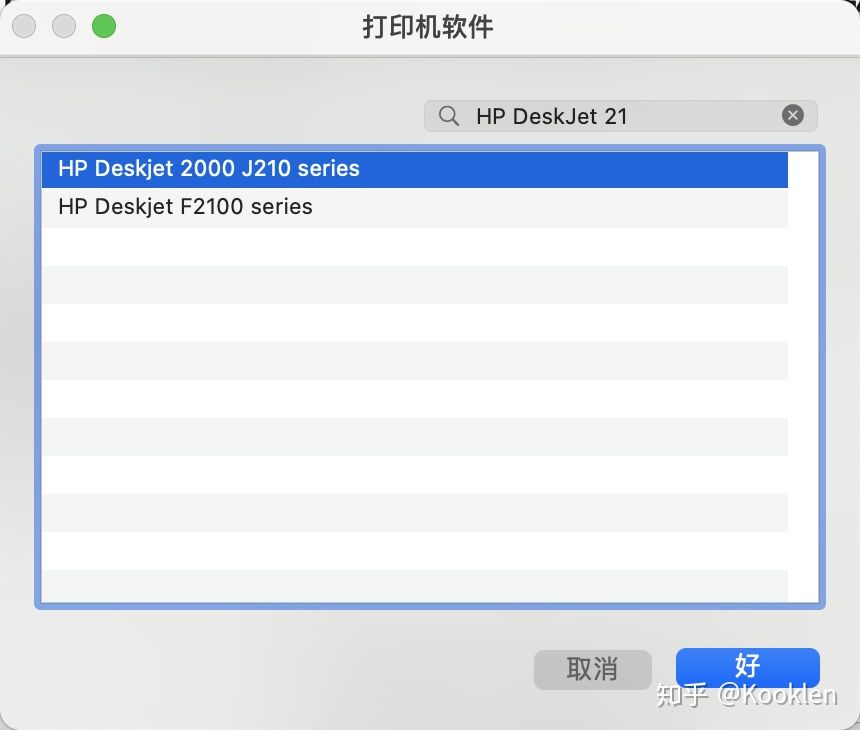 打印机软件
HP DeskJet 21
HP Deskjet 2000 J210 series
HP Deskjet F2100 series
取消
好
知乎 @Kooklen